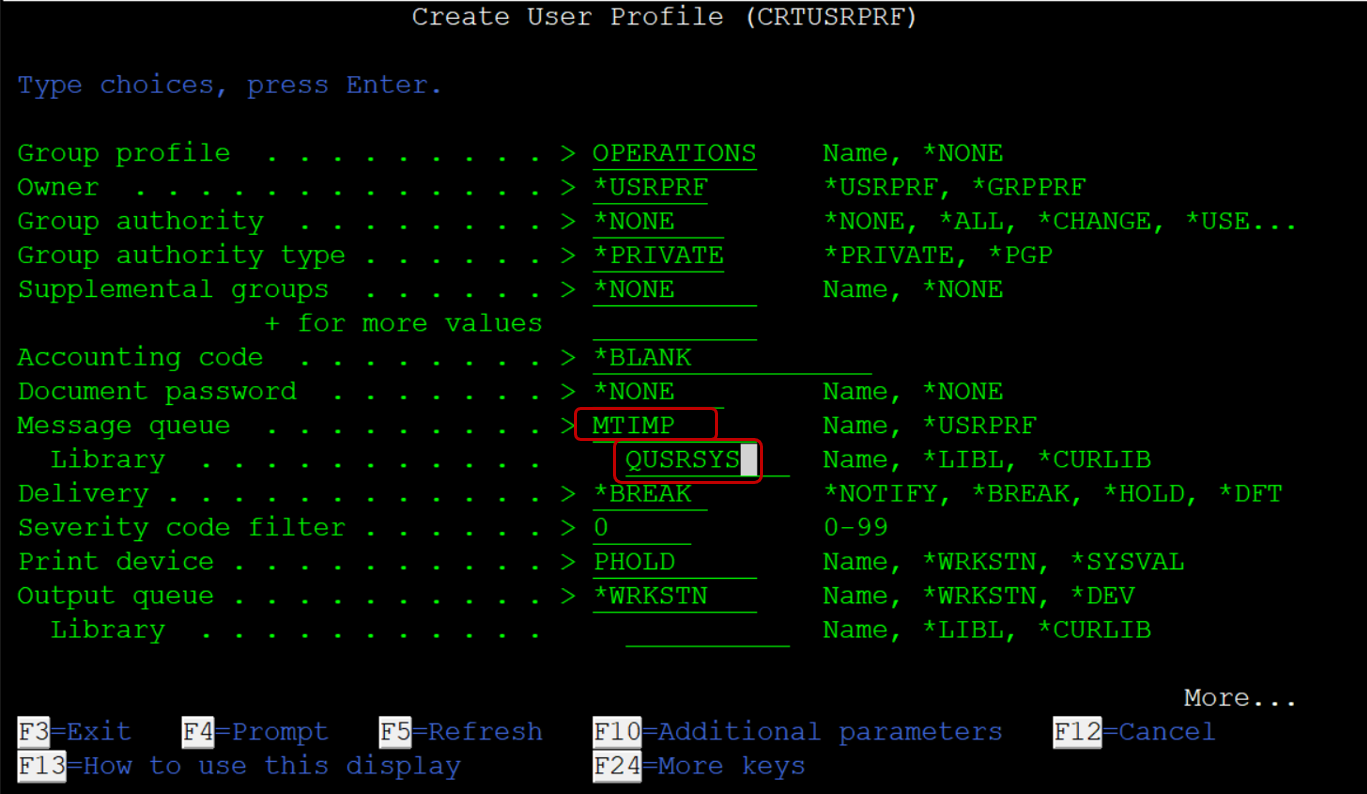 Create User Profile (CRTUSRPRF)
Type choices, press Enter.
Group profile . . . . . . . . . > OPERATIONS Name, *NONE
Owner . . . . . . . . . . . . . > *USRPRF *USRPRF, *GRPPRF
Group authority . . . . . . . . > *NONE *NONE, *ALL, *CHANGE, *USE...
Group authority type . . . . . . > *PRIVATE *PRIVATE, *PGP
Supplemental groups . . . . . . > *NONE Name, *NONE
+ for more values
Accounting code . . . . . . . . > *BLANK
Document password . . . . . . . > *NONE Name, *NONE
Message queue . . . . . . . . . > MTIMP Name, *USRPRF
Library . . . . . . . . . . . QUSRSYS Name, *LIBL, *CURLIB
Delivery . . . . . . . . . . . . > *BREAK *NOTIFY, *BREAK, *HOLD, *DFT
Severity code filter . . . . . . > 0 0-99
Print device . . . . . . . . . . > PHOLD Name, *WRKSTN, *SYSVAL
Output queue . . . . . . . . . . > *WRKSTN Name, *WRKSTN, *DEV
Library . . . . . . . . . . . Name, *LIBL, *CURLIB
More...
F3=Exit F4=Prompt F5=Refresh F10=Additional parameters F12=Cancel
F13=How to use this display F24=More keys